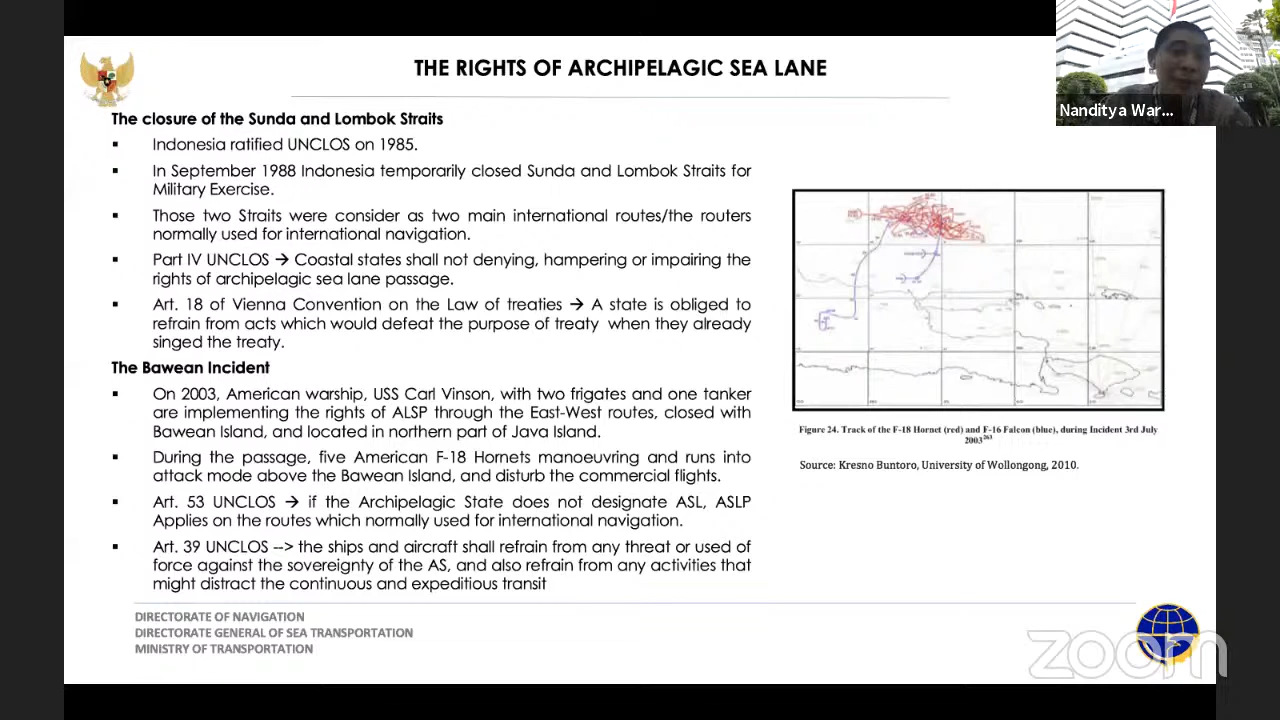 THE RIGHTS OF ARCHIPELAGIC SEA LANE
Nanditya War...
The closure of the Sunda and Lombok Straits
▪ Indonesia ratified UNCLOS on 1985.
▪ In September 1988 Indonesia temporarily closed Sunda and Lombok Straits for
Military Exercise.
▪ Those two Straits were consider as two main international routes/the routers
normally used for international navigation.
▪ Part IV UNCLOS → Coastal states shall not denying, hampering or impairing the
rights of archipelagic sea lane passage.
▪ Art. 18 of Vienna Convention on the Law of treaties → A state is obliged to
refrain from acts which would defeat the purpose of treaty when they already
singed the treaty.
The Bawean Incident
▪ On 2003, American warship, USS Carl Vinson, with two frigates and one tanker
are implementing the rights of ALSP through the East-West routes, closed with
Bawean Island, and located in northern part of Java Island.
▪ During the passage, five American F-18 Hornets manoeuvring and runs into
attack mode above the Bawean Island, and disturb the commercial flights.
▪ Art. 53 UNCLOS → if the Archipelagic State does not designate ASL, ASLP
Applies on the routes which normally used for international navigation.
▪ Art. 39 UNCLOS --> the ships and aircraft shall refrain from any threat or used of
force against the sovereignty of the AS, and also refrain from any activities that
might distract the continuous and expeditious transit
Figure 24. Track of the F-18 Hornet (red) and F-16 Falcon (blue), during Incident 3rd July
2003²⁶³
Source: Kresno Buntoro, University of Wollongong, 2010.
DIRECTORATE OF NAVIGATION
DIRECTORATE GENERAL OF SEA TRANSPORTATION
MINISTRY OF TRANSPORTATION
zoom